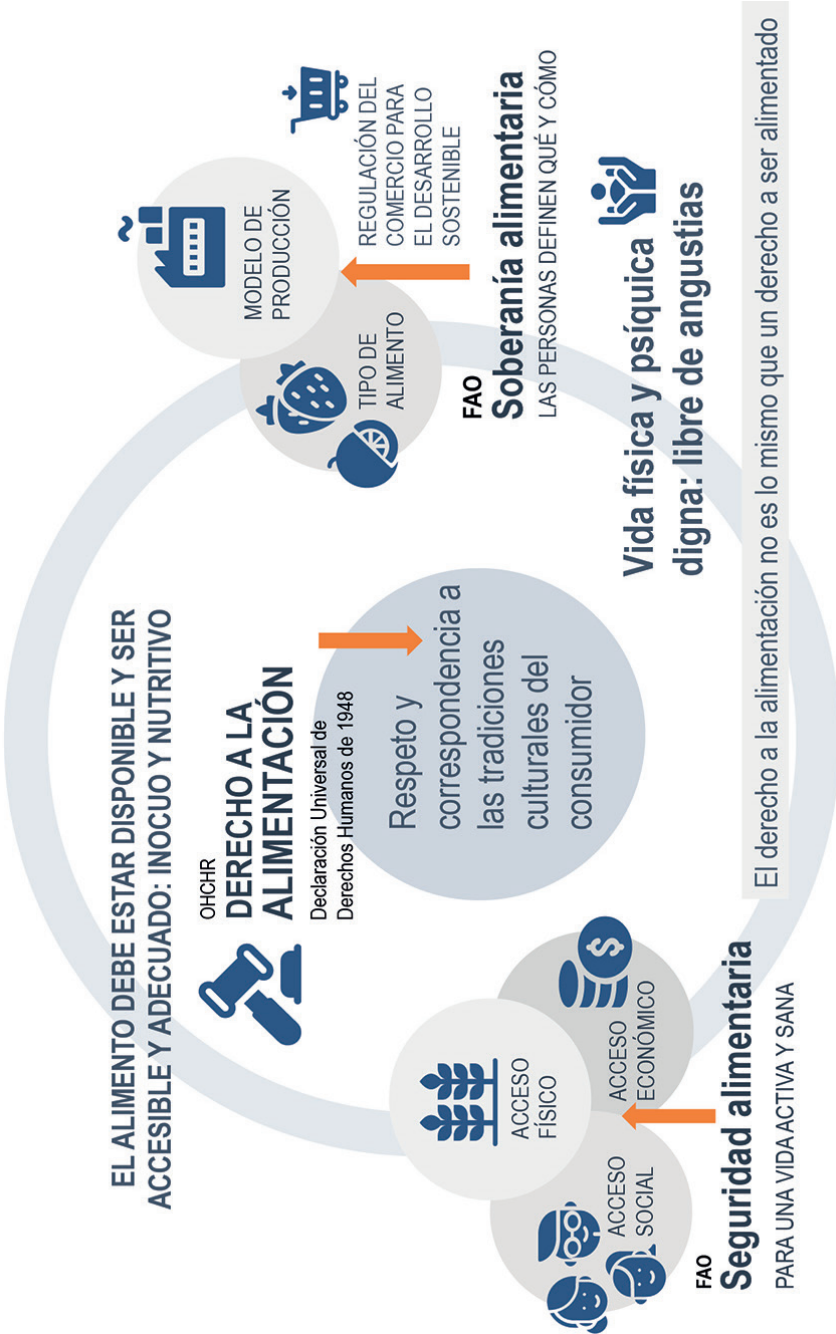 EL ALIMENTO DEBE ESTAR DISPONIBLE Y SER
ACCESIBLE Y ADECUADO: INOCUO Y NUTRITIVO
OHCHR
DERECHO A LA
ALIMENTACIÓN
Declaración Universal de
Derechos Humanos de 1948
Respeto y
correspondencia a
las tradiciones
culturales del
consumidor
ACCESO
FÍSICO
ACCESO
SOCIAL
ACCESO
ECONÓMICO
$
FAO
Seguridad alimentaria
PARA UNA VIDA ACTIVA Y SANA
MODELO DE
PRODUCCIÓN
TIPO DE
ALIMENTO
REGULACIÓN DEL
COMERCIO PARA
EL DESARROLLO
SOSTENIBLE
FAO
Soberanía alimentaria
LAS PERSONAS DEFINEN QUÉ Y CÓMO
Vida física y psíquica
digna: libre de angustias
El derecho a la alimentación no es lo mismo que un derecho a ser alimentado